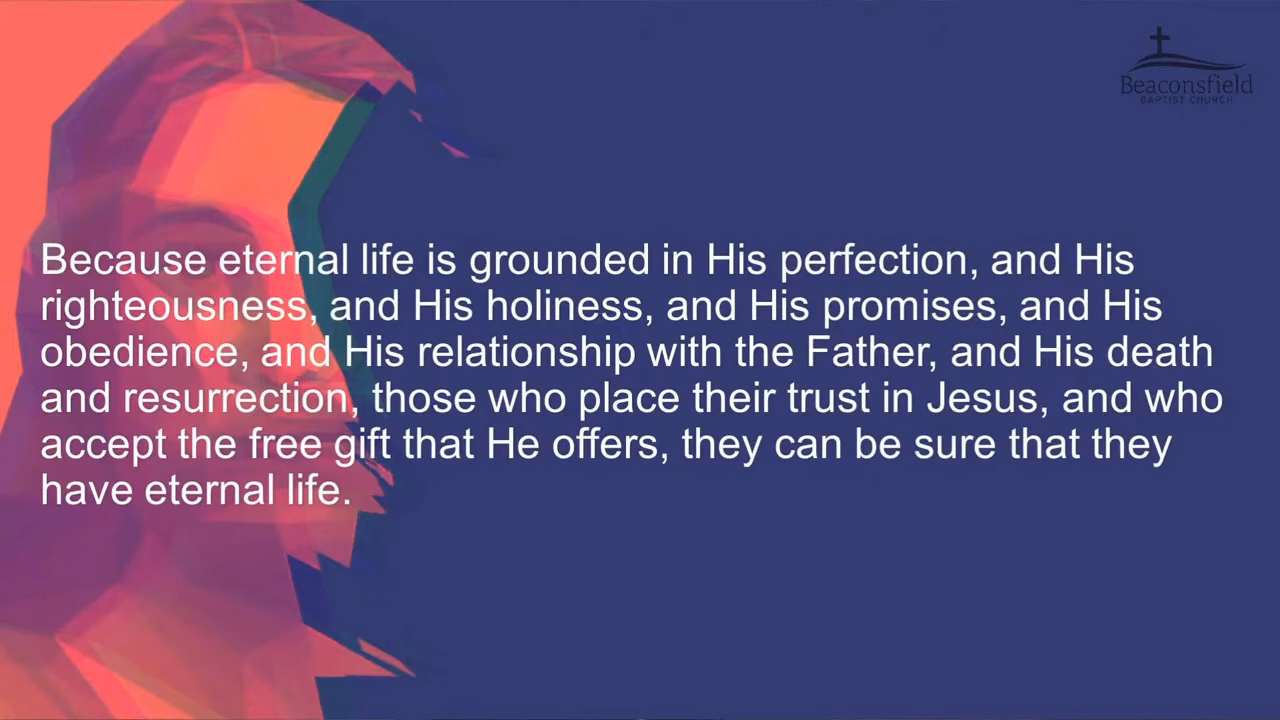 Beaconsfield
BAPTIST CHURCH
Because eternal life is grounded in His perfection, and His
righteousness, and His holiness, and His promises, and His
obedience, and His relationship with the Father, and His death
and resurrection, those who place their trust in Jesus, and who
accept the free gift that He offers, they can be sure that they
have eternal life.